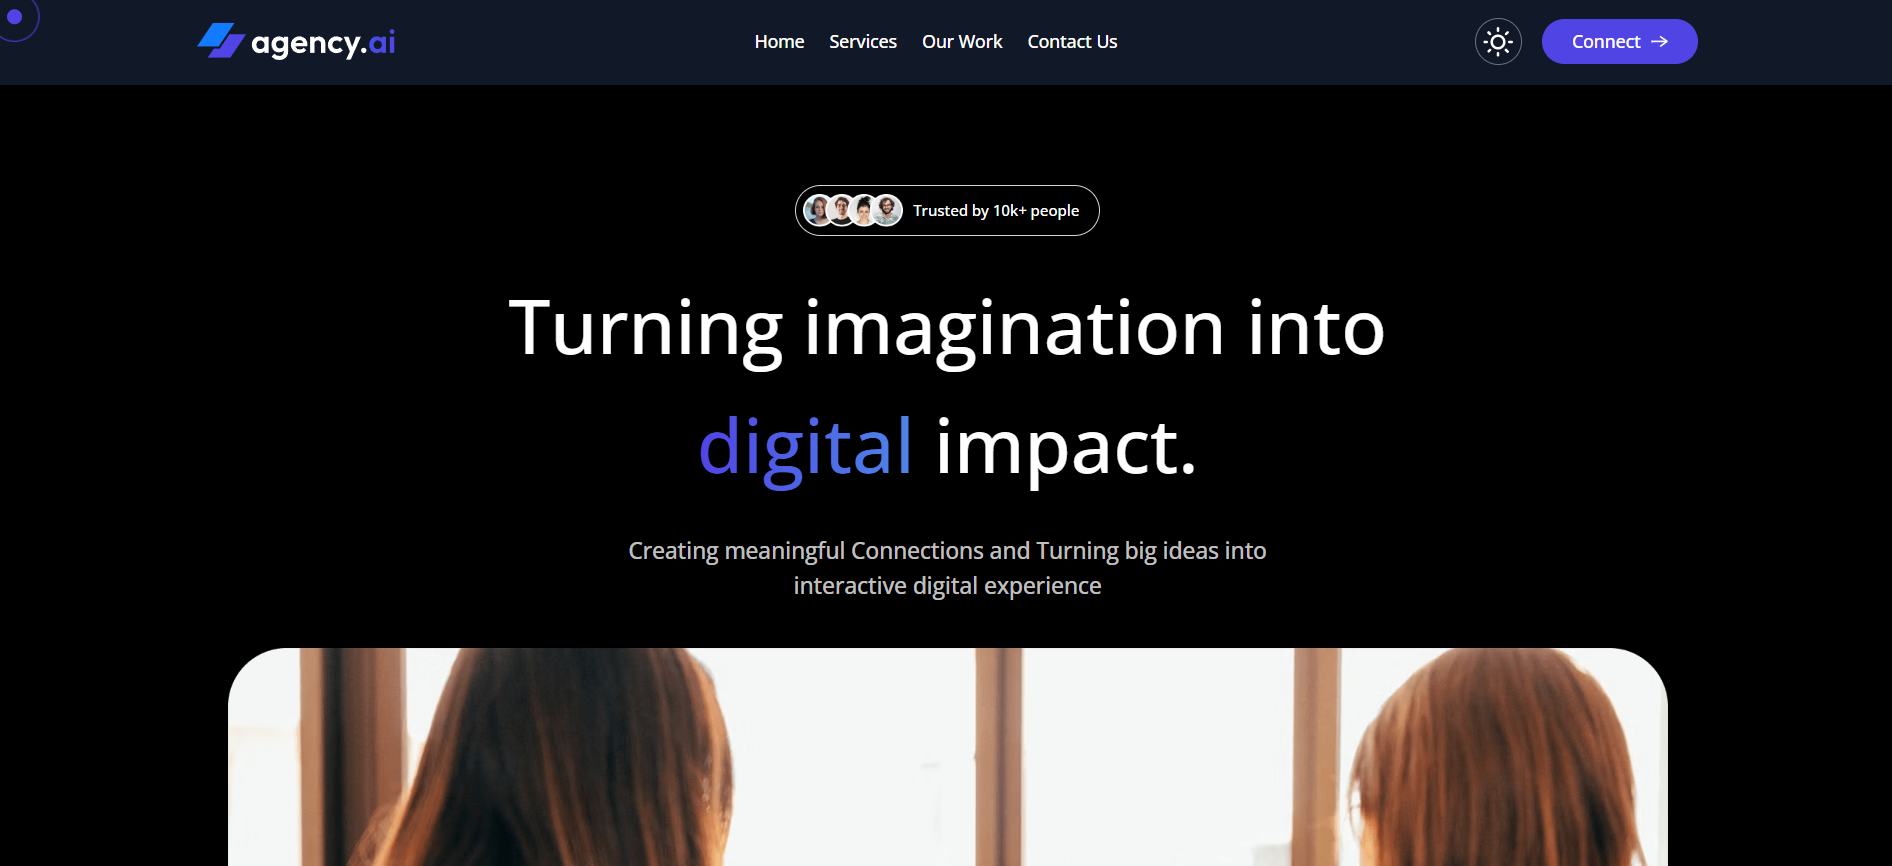 agency.ai
Home Services Our Work Contact Us
Connect →
Trusted by 10k+ people
Turning imagination into
digital impact.
Creating meaningful Connections and Turning big ideas into
interactive digital experience